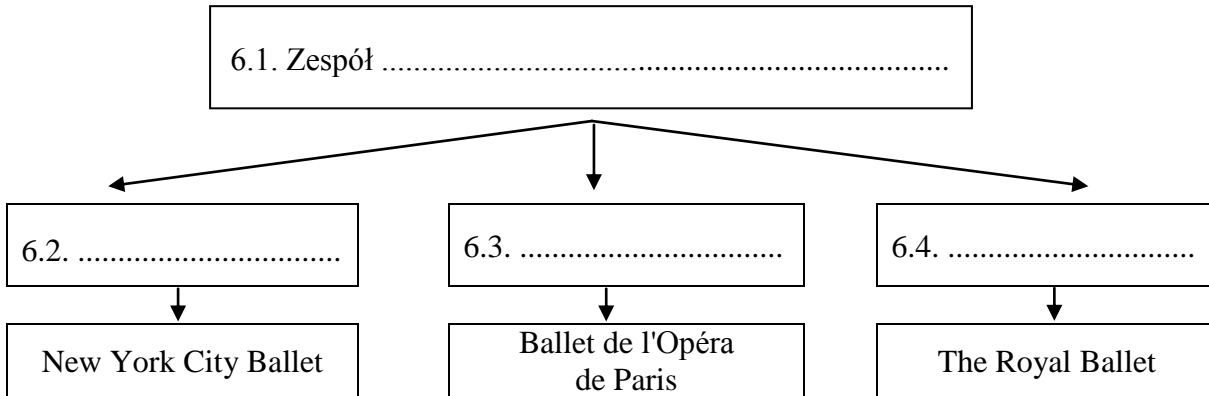 6.1. Zespół ......................................................................
6.2. .................................
6.3. .................................
6.4. ...............................
New York City Ballet
Ballet de l'Opéra
de Paris
The Royal Ballet